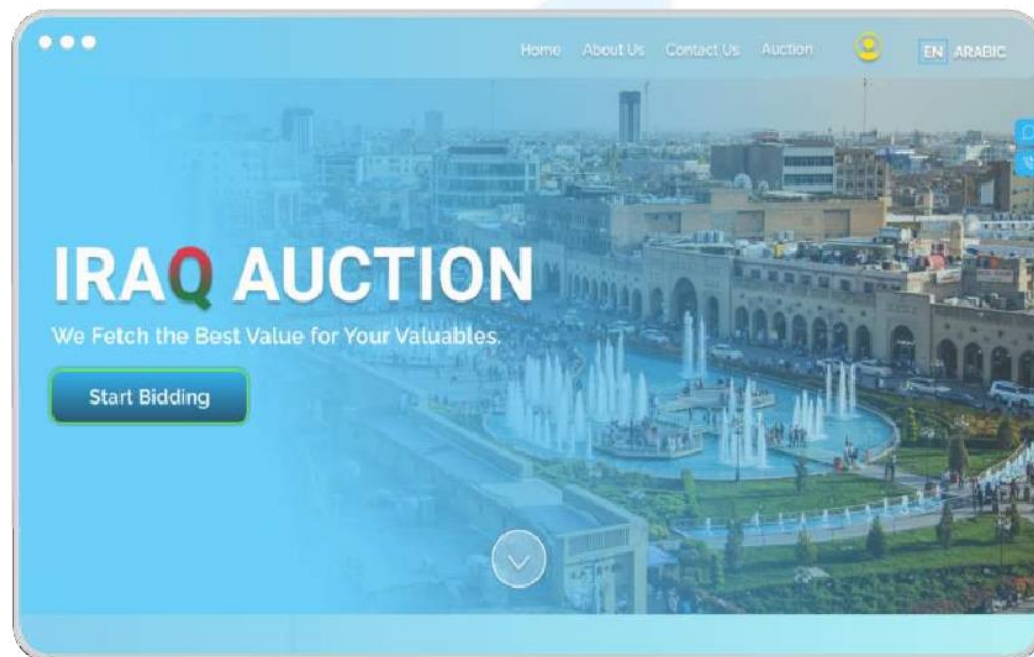 Home About Us Contact Us Auction EN ARABIC
IRAQ AUCTION
We Fetch the Best Value for Your Valuables.
Start Bidding